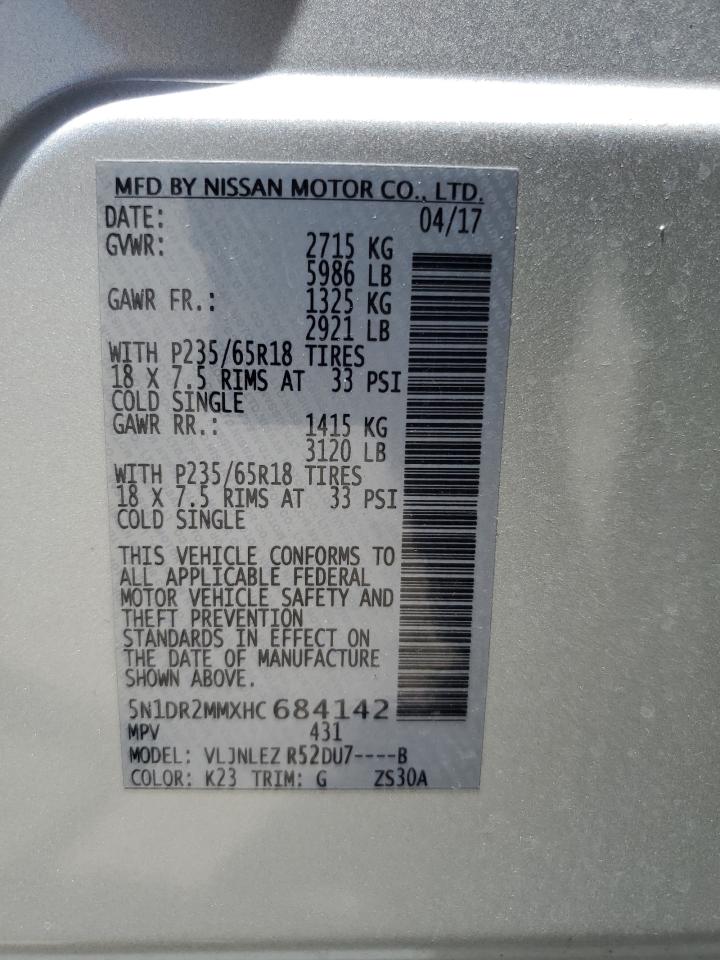 MFD BY NISSAN MOTOR CO., LTD.
DATE: 04/17
GVWR: 2715 KG
5986 LB
GAWR FR.: 1325 KG
2921 LB
WITH P235/65R18 TIRES
18 X 7.5 RIMS AT 33 PSI
COLD SINGLE
GAWR RR.: 1415 KG
3120 LB
WITH P235/65R18 TIRES
18 X 7.5 RIMS AT 33 PSI
COLD SINGLE
THIS VEHICLE CONFORMS TO
ALL APPLICABLE FEDERAL
MOTOR VEHICLE SAFETY AND
THEFT PREVENTION
STANDARDS IN EFFECT ON
THE DATE OF MANUFACTURE
SHOWN ABOVE.
5N1DR2MMXHC684142
MPV 431
MODEL: VLJNLEZ R52DU7----B
COLOR: K23 TRIM: G ZS30A